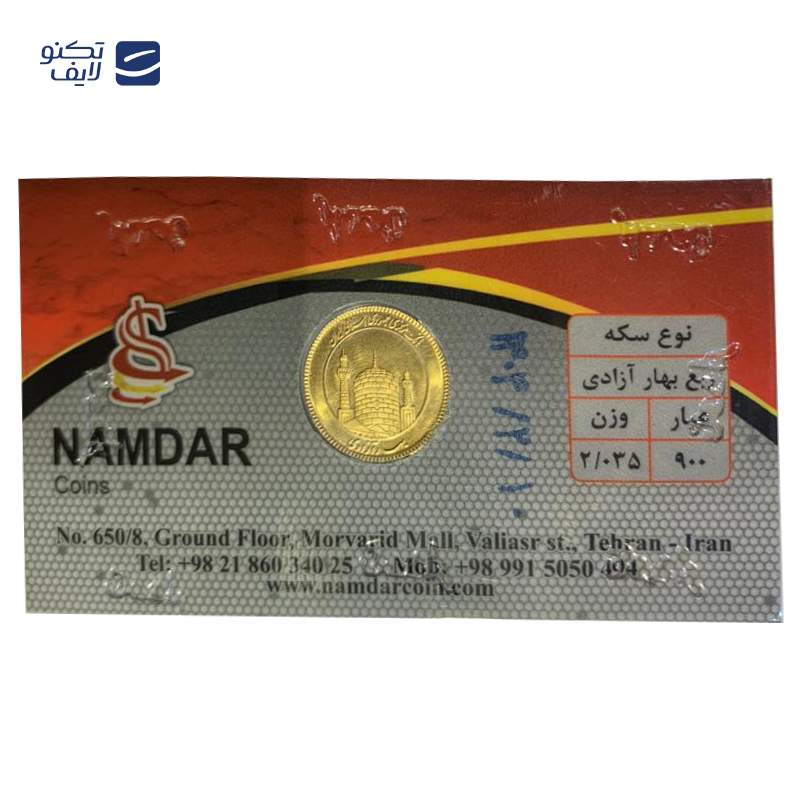 تکنو
لایف
نوع سکه
ربع بهار آزادی
عیار
وزن
۹۰۰
۲/۰۳۵
NAMDAR
Coins
بهار آزادی
No. 650/8, Ground Floor, Morvarid Mall, Valiasr st., Tehran - Iran
Tel: +98 21 860 340 25 Mob: +98 991 5050 494
www.namdarcoin.com